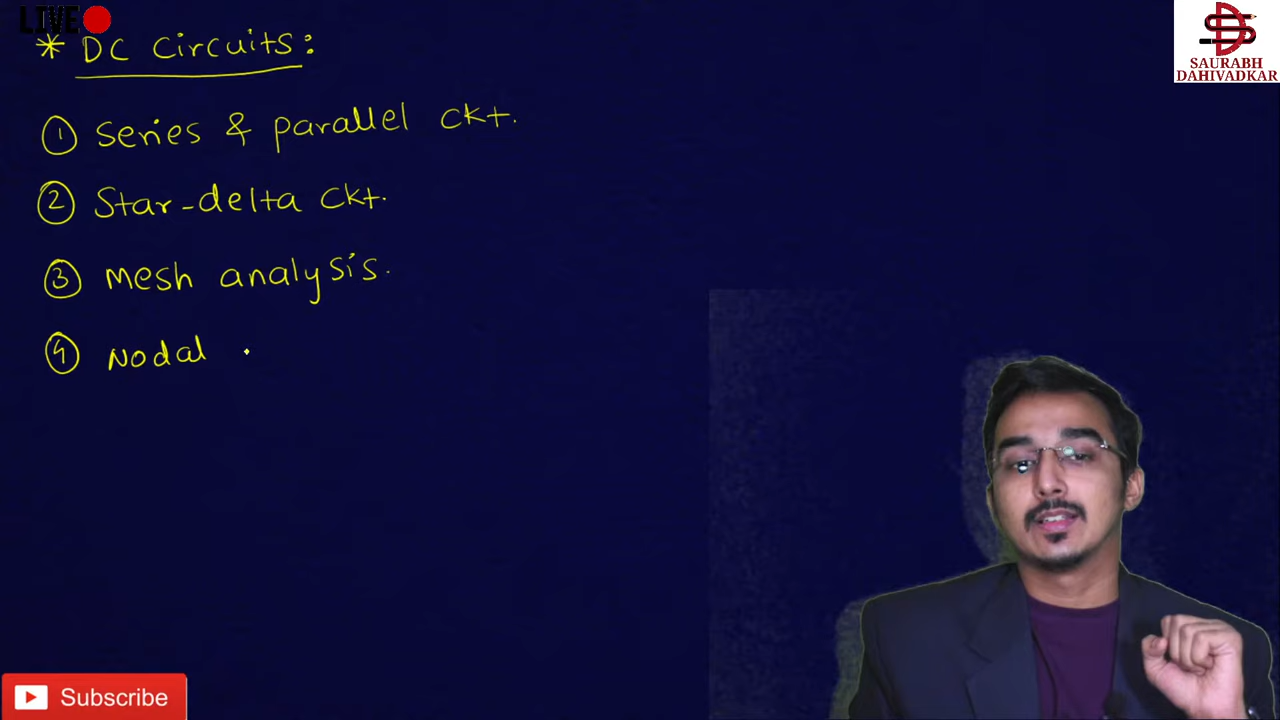 LIVE
* DC Circuits:
① Series & parallel ckt.
② Star-delta ckt.
③ Mesh analysis.
④ Nodal
SAURABH
DAHIVADKAR
Subscribe